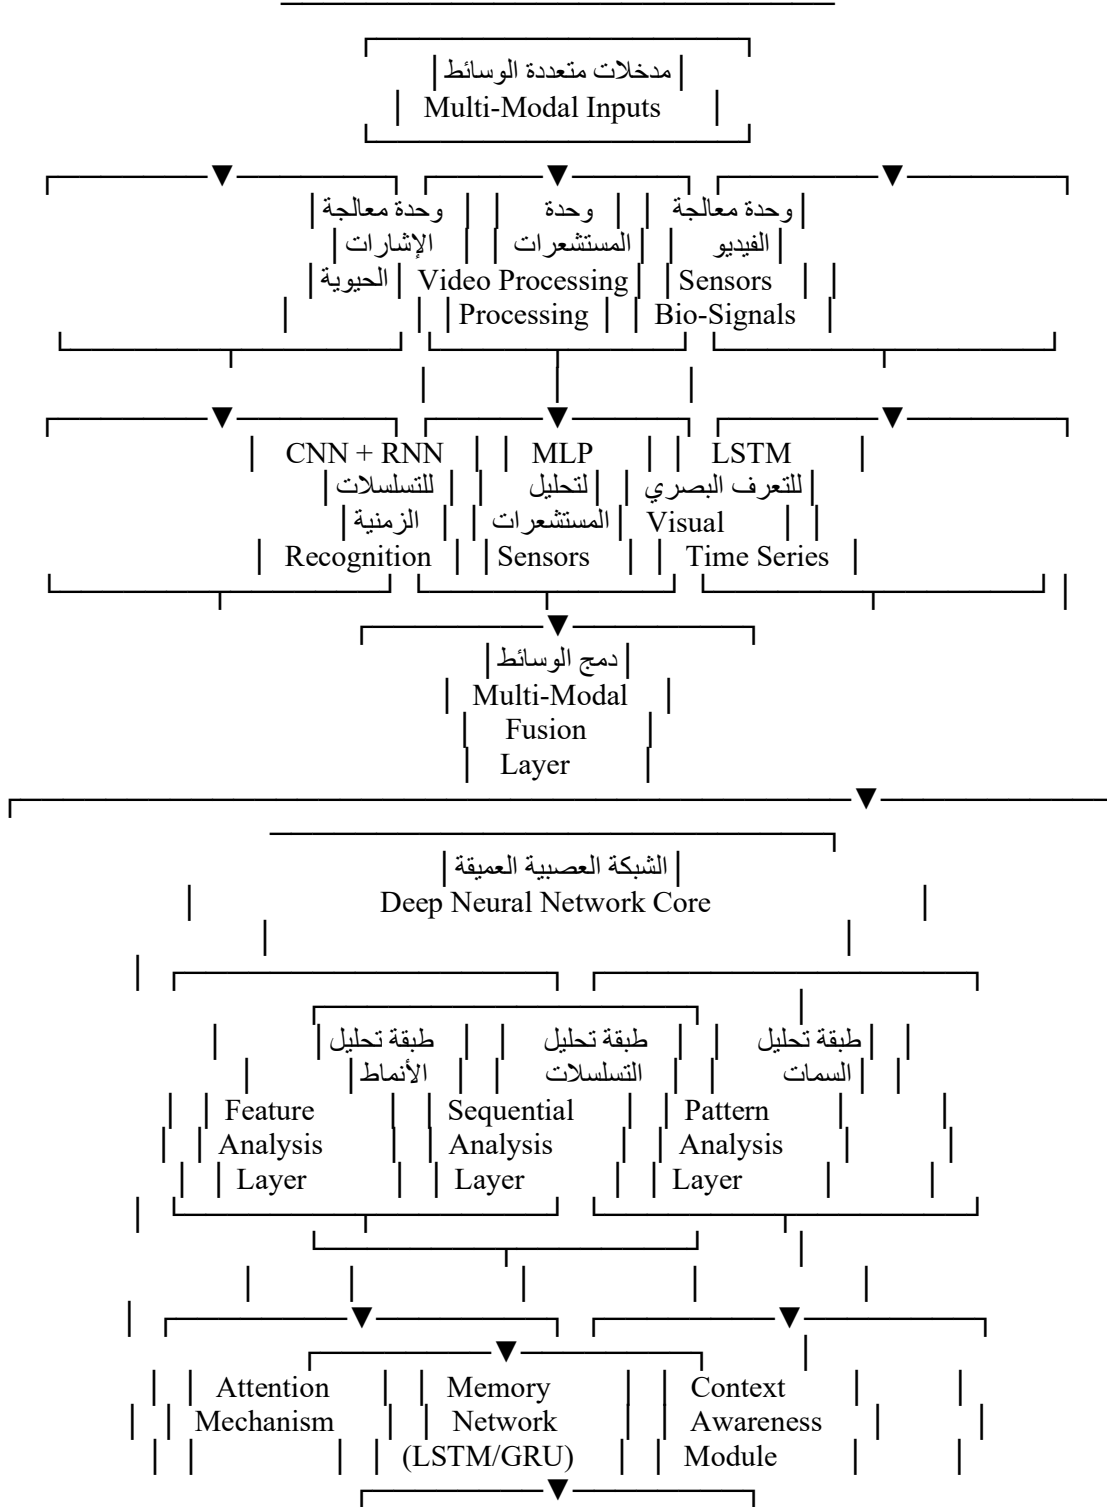 مدخلات متعددة الوسائط
Multi-Modal Inputs
وحدة معالجة وحدة وحدة معالجة
الفيديو المستشعرات الإشارات
الحيوية Video Processing Sensors
Processing Bio-Signals
CNN + RNN MLP LSTM
للتعرف البصري لتحليل للتسلسلات
الزمنية المستشعرات Visual
Recognition Sensors Time Series
دمج الوسائط
Multi-Modal
Fusion
Layer
الشبكة العصبية العميقة
Deep Neural Network Core
طبقة تحليل طبقة تحليل طبقة تحليل
السمات التسلسلات الأنماط
Feature Sequential Pattern
Analysis Analysis Analysis
Layer Layer Layer
Attention Memory Context
Mechanism Network Awareness
(LSTM/GRU) Module